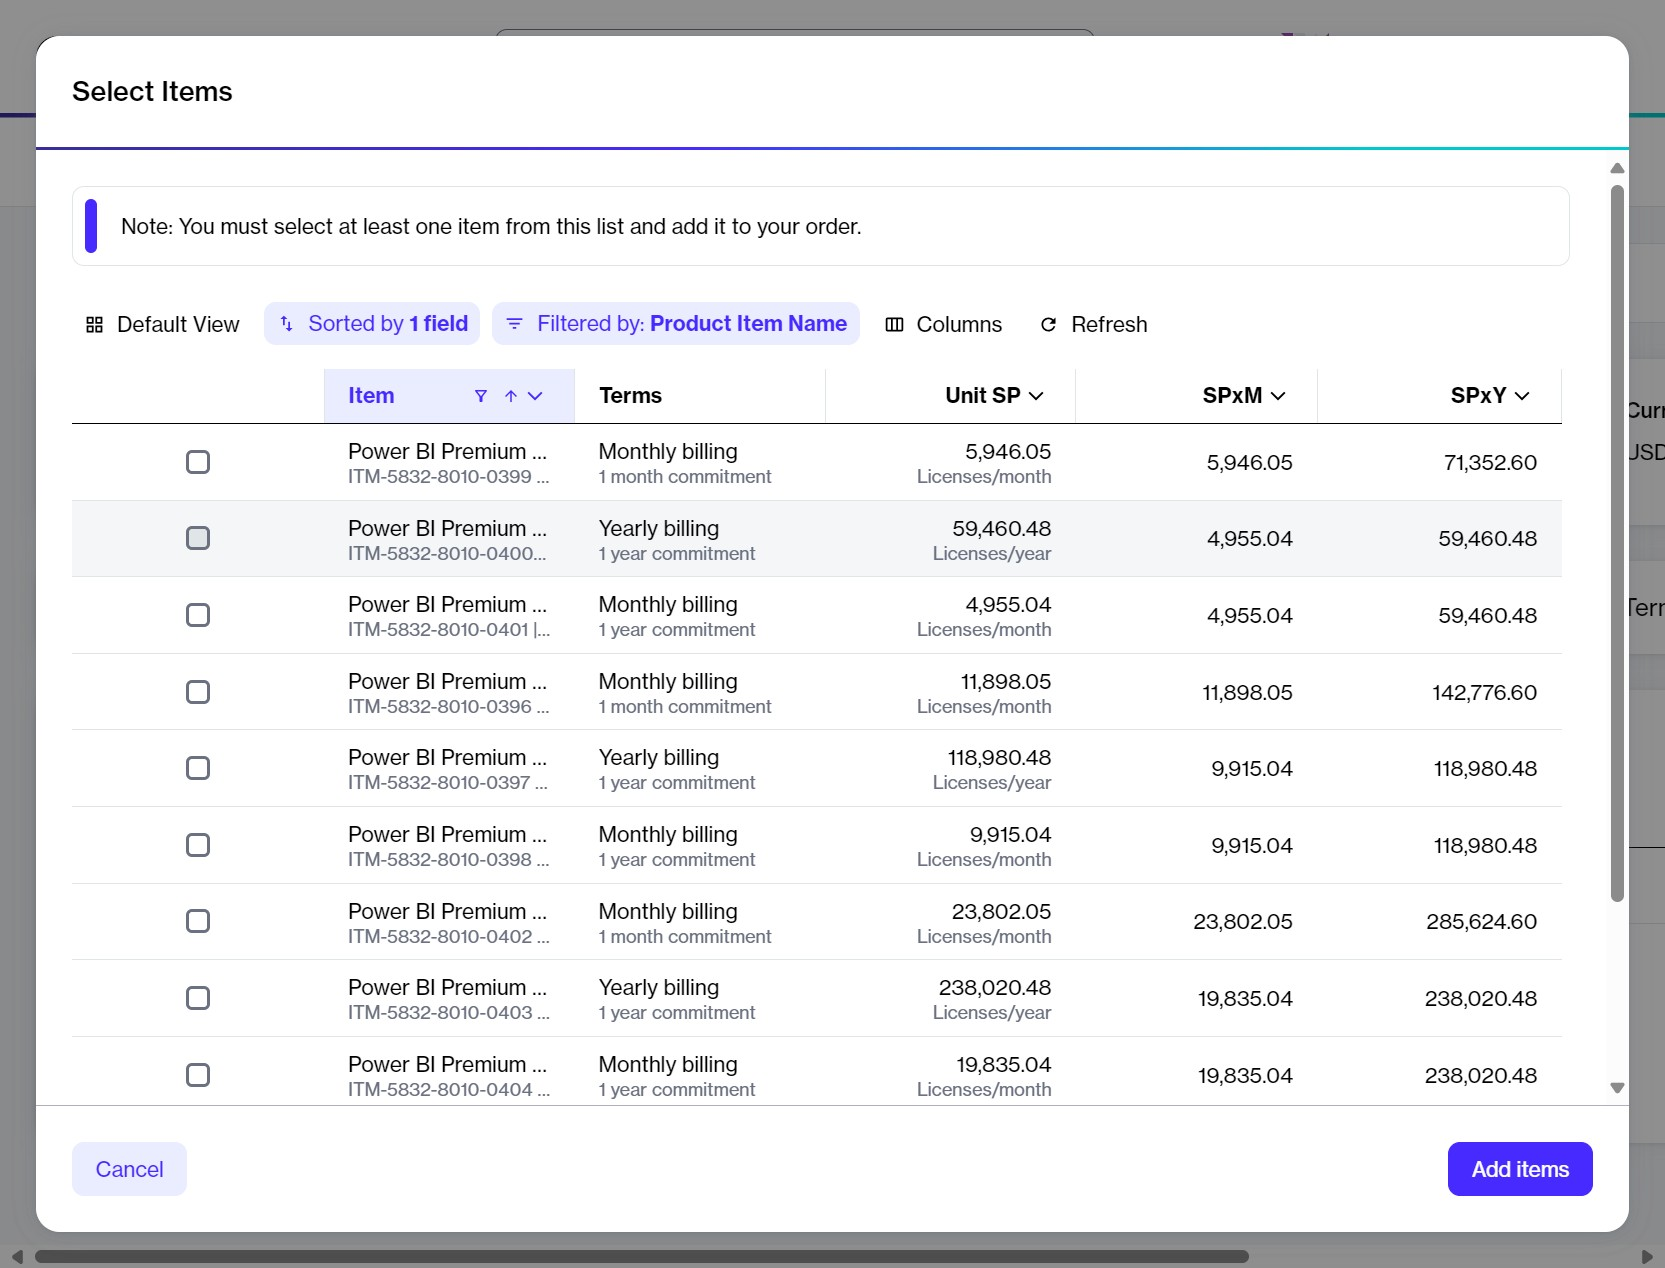 Select Items
Note: You must select at least one item from this list and add it to your order.
Default View Sorted by 1 field Filtered by: Product Item Name Columns Refresh
Item Terms Unit SP SPxM SPxY
Power BI Premium ... Monthly billing 5,946.05 5,946.05 71,352.60
ITM-5832-8010-0399 ... 1 month commitment Licenses/month
Power BI Premium ... Yearly billing 59,460.48 4,955.04 59,460.48
ITM-5832-8010-0400... 1 year commitment Licenses/year
Power BI Premium ... Monthly billing 4,955.04 4,955.04 59,460.48
ITM-5832-8010-0401 |... 1 year commitment Licenses/month
Power BI Premium ... Monthly billing 11,898.05 11,898.05 142,776.60
ITM-5832-8010-0396 ... 1 month commitment Licenses/month
Power BI Premium ... Yearly billing 118,980.48 9,915.04 118,980.48
ITM-5832-8010-0397 ... 1 year commitment Licenses/year
Power BI Premium ... Monthly billing 9,915.04 9,915.04 118,980.48
ITM-5832-8010-0398 ... 1 year commitment Licenses/month
Power BI Premium ... Monthly billing 23,802.05 23,802.05 285,624.60
ITM-5832-8010-0402 ... 1 month commitment Licenses/month
Power BI Premium ... Yearly billing 238,020.48 19,835.04 238,020.48
ITM-5832-8010-0403 ... 1 year commitment Licenses/year
Power BI Premium ... Monthly billing 19,835.04 19,835.04 238,020.48
ITM-5832-8010-0404 ... 1 year commitment Licenses/month
Cancel Add items